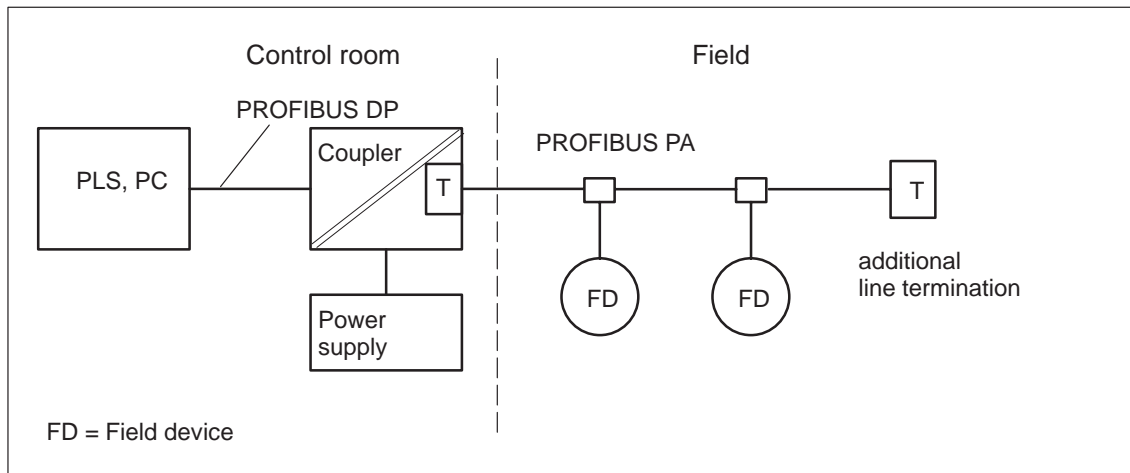 Control room
Field
PROFIBUS DP
PLS, PC
Coupler
T
PROFIBUS PA
T
FD
FD
additional
line termination
Power
supply
FD = Field device